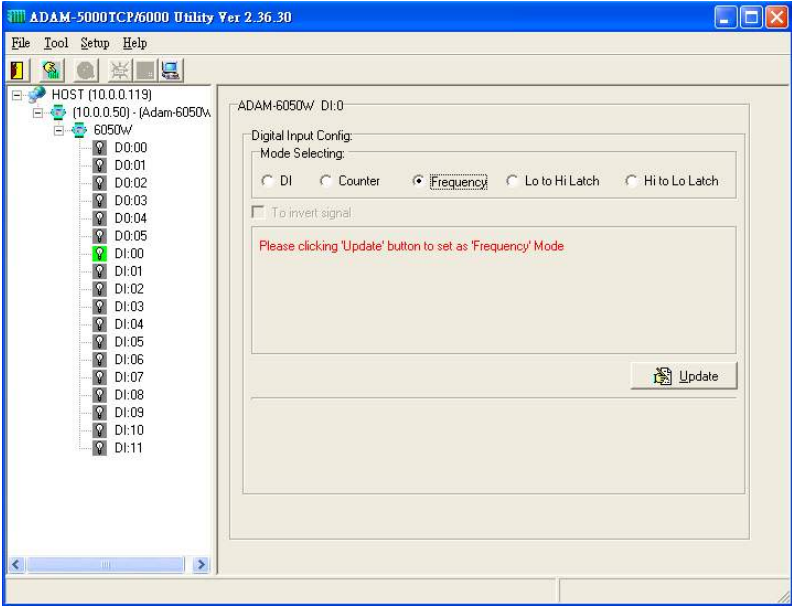 ADAM-5000TCP/6000 Utility Ver 2.36.30
File Tool Setup Help
HOST (10.0.0.119)
(10.0.0.50) - (Adam-6050W
6050W
DO:00
DO:01
DO:02
DO:03
DO:04
DO:05
DI:00
DI:01
DI:02
DI:03
DI:04
DI:05
DI:06
DI:07
DI:08
DI:09
DI:10
DI:11
ADAM-6050W DI:0
Digital Input Config:
Mode Selecting:
DI Counter Frequency Lo to Hi Latch Hi to Lo Latch
To invert signal
Please clicking 'Update' button to set as 'Frequency' Mode
Update